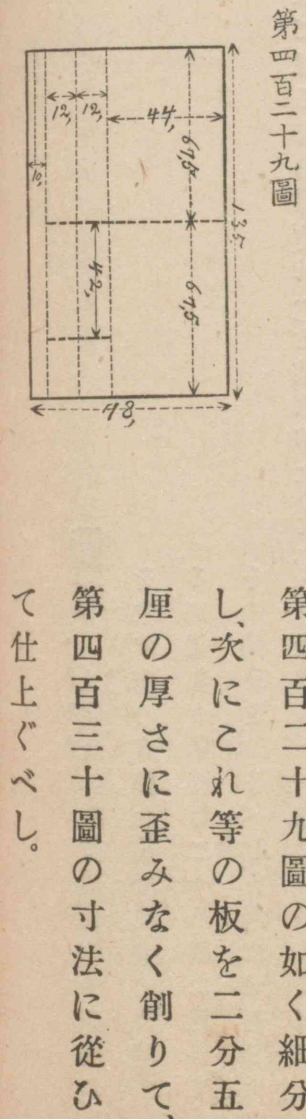 第四百二十九圖
12,
12,
44,
67,5
135,
10,
42,
67,5
48,
第四百二十九圖の如く細分
し、次にこれ等の板を二分五
厘の厚さに歪みなく削りて、
第四百三十圖の寸法に從ひ
て仕上ぐべし。